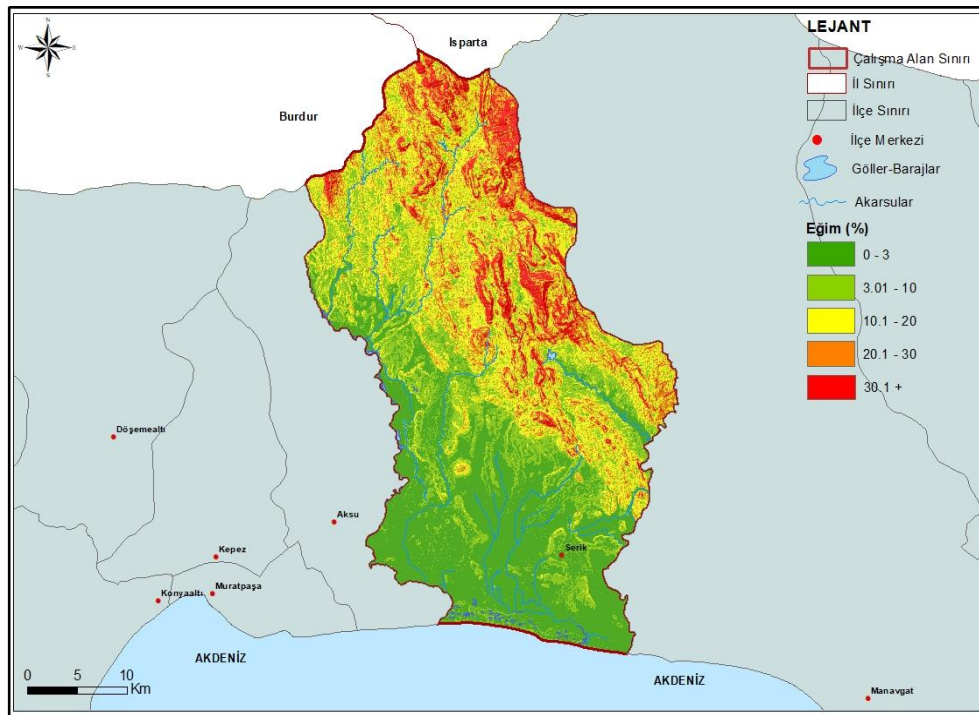 N
W
E
S
Isparta
Burdur
LEJANT
Çalışma Alan Sınırı
İl Sınırı
İlçe Sınırı
İlçe Merkezi
Göller-Barajlar
Akarsular
Eğim (%)
0 - 3
3.01 - 10
10.1 - 20
20.1 - 30
30.1 +
Döşemealtı
Aksu
Kepez
Serik
Konyaaltı
Muratpaşa
AKDENİZ
AKDENİZ
0 5 10
Km
Manavgat